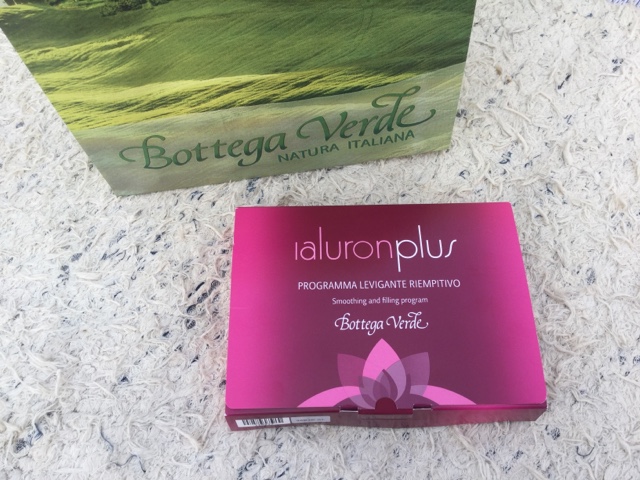 Bottega Verde
NATURA ITALIANA
ialuronplus
PROGRAMMA LEVIGANTE RIEMPITIVO
Smoothing and filling program
Bottega Verde